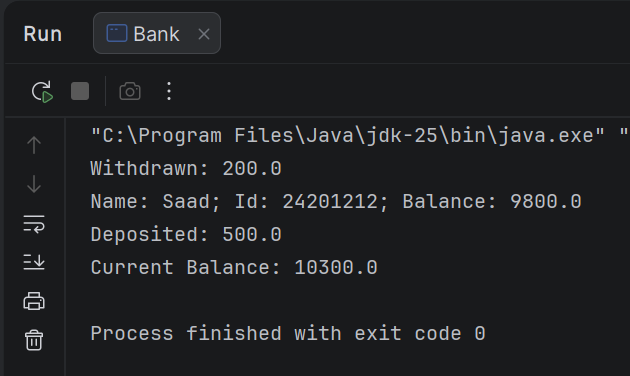 Run Bank
"C:\Program Files\Java\jdk-25\bin\java.exe" "
Withdrawn: 200.0
Name: Saad; Id: 24201212; Balance: 9800.0
Deposited: 500.0
Current Balance: 10300.0
Process finished with exit code 0